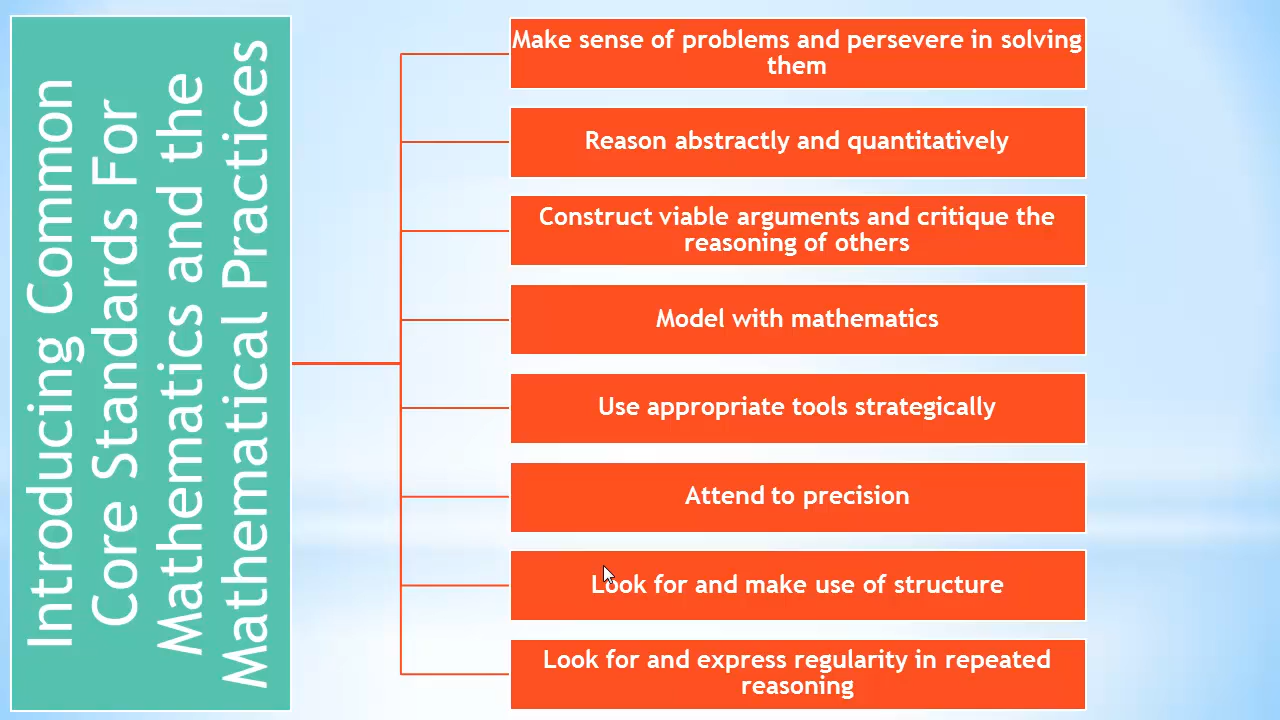 Introducing Common
Core Standards For
Mathematics and the
Mathematical Practices
Make sense of problems and persevere in solving
them
Reason abstractly and quantitatively
Construct viable arguments and critique the
reasoning of others
Model with mathematics
Use appropriate tools strategically
Attend to precision
Look for and make use of structure
Look for and express regularity in repeated
reasoning